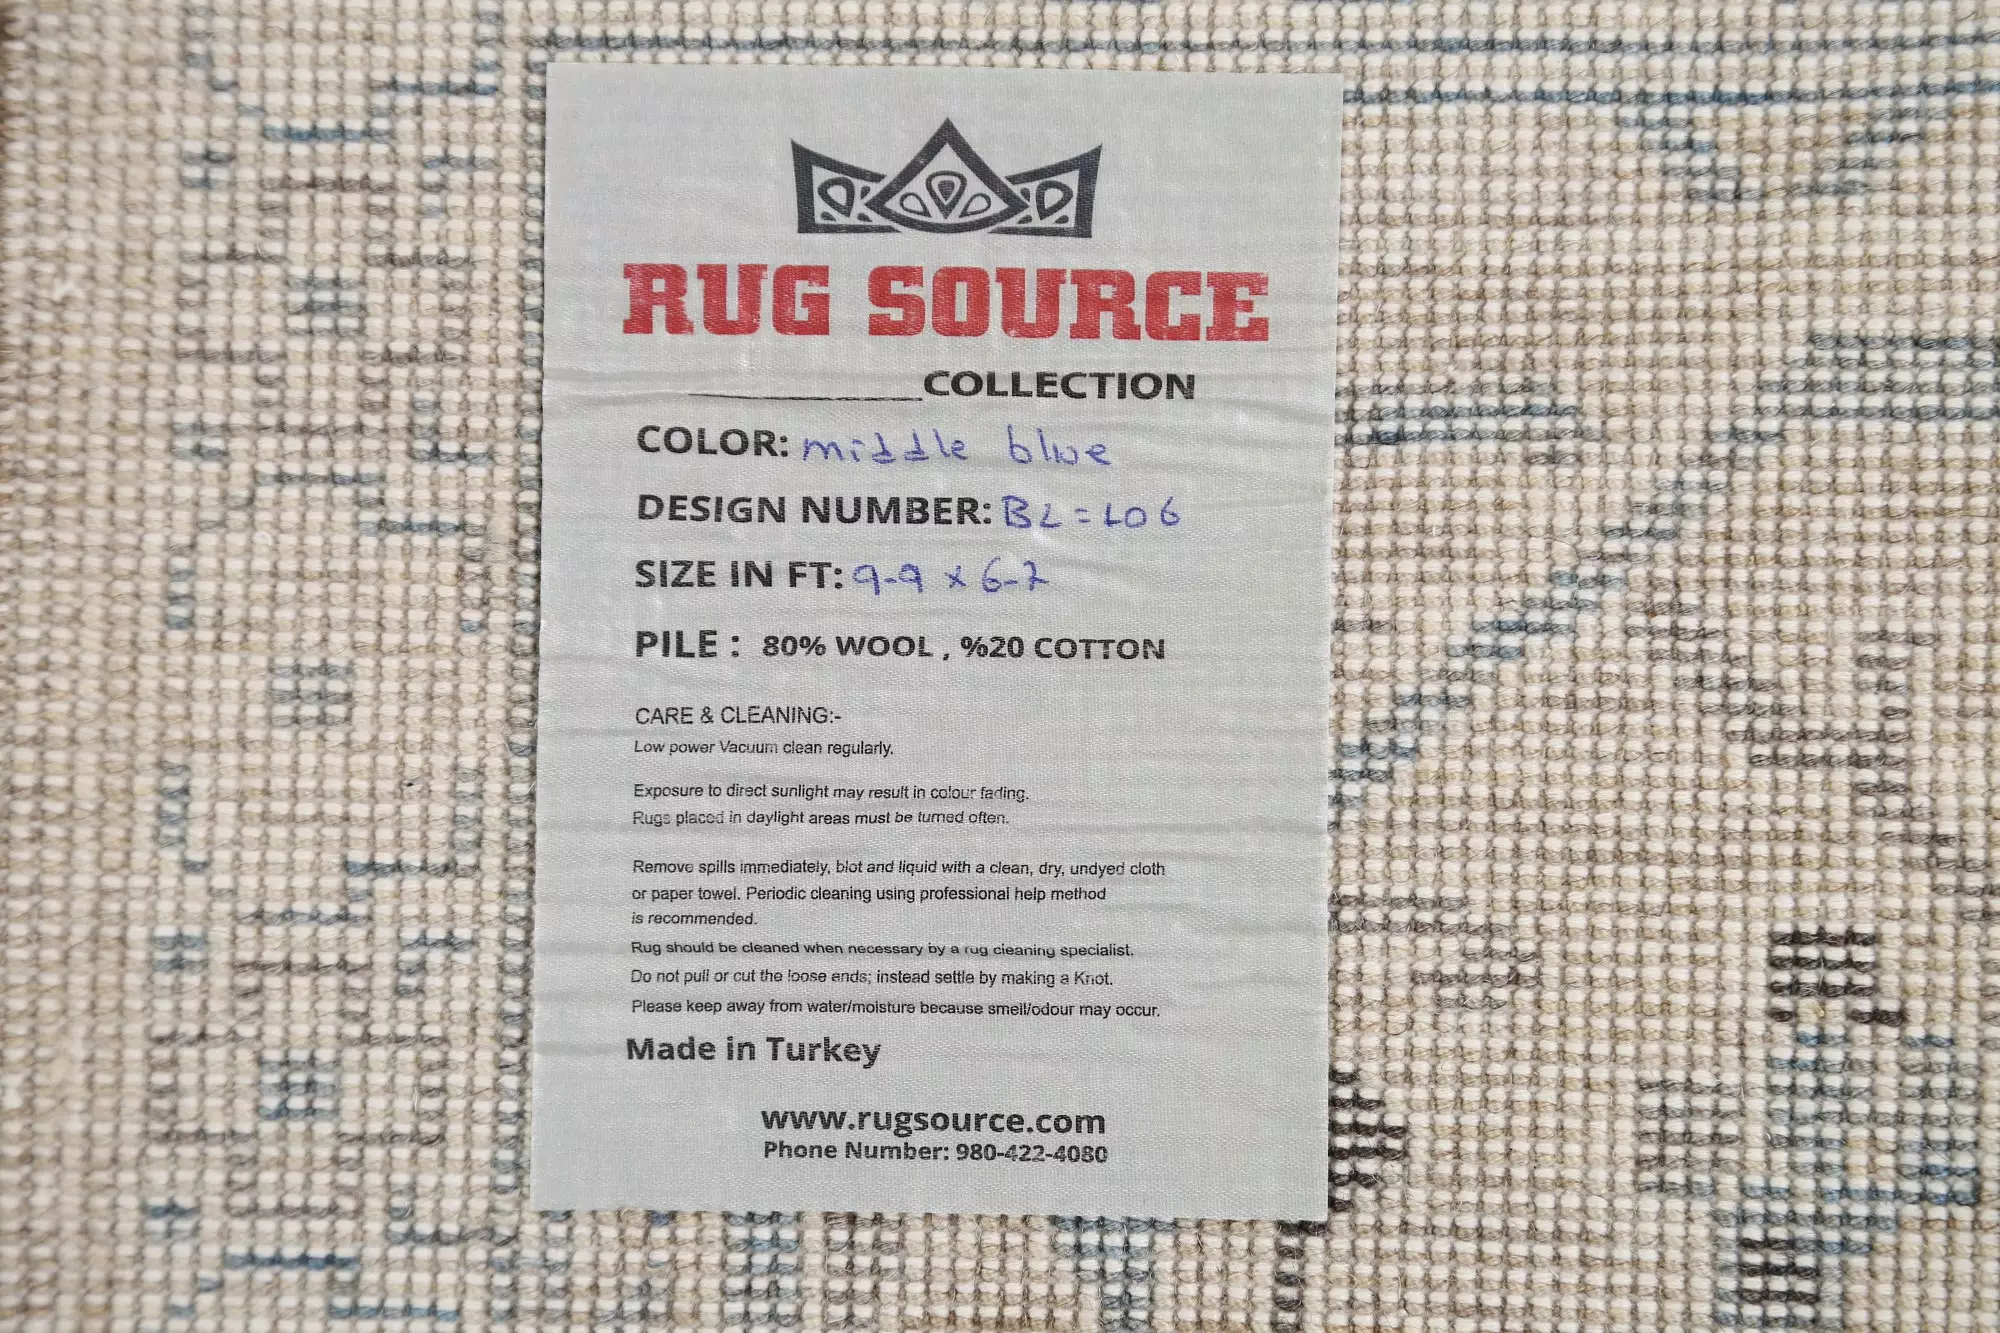 RUG SOURCE
____________COLLECTION
COLOR: middle blue
DESIGN NUMBER: BL=L06
SIZE IN FT: 9-9 x 6-7
PILE : 80% WOOL , %20 COTTON
CARE & CLEANING:-
Low power Vacuum clean regularly.
Exposure to direct sunlight may result in colour fading.
Rugs placed in daylight areas must be turned often.
Remove spills immediately, blot and liquid with a clean, dry, undyed cloth
or paper towel. Periodic cleaning using professional help method
is recommended.
Rug should be cleaned when necessary by a rug cleaning specialist.
Do not pull or cut the loose ends; instead settle by making a Knot.
Please keep away from water/moisture because smell/odour may occur.
Made in Turkey
www.rugsource.com
Phone Number: 980-422-4080